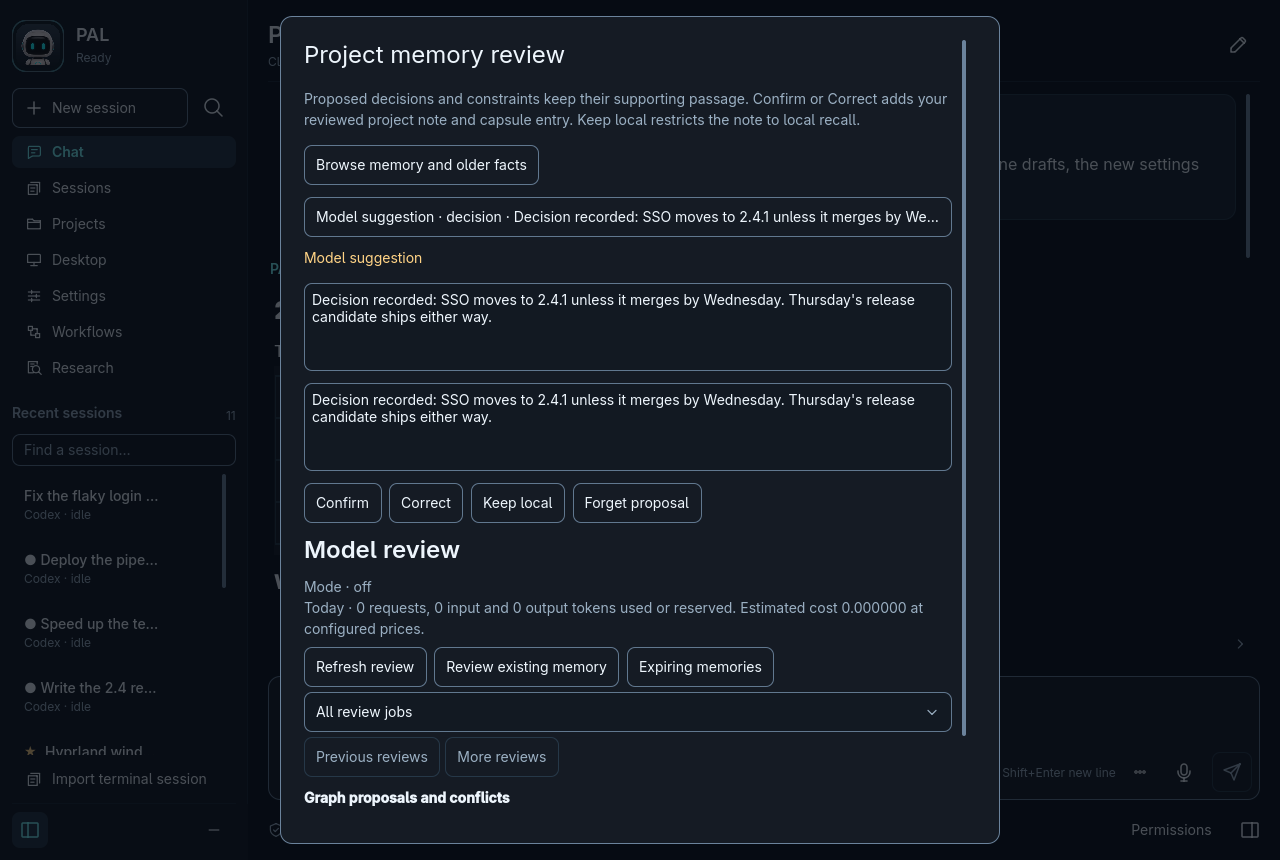 PAL
Ready
New session
Chat
Sessions
Projects
Desktop
Settings
Workflows
Research
Recent sessions
11
Find a session...
Fix the flaky login ...
Codex · idle
Deploy the pipe...
Codex · idle
Speed up the te...
Codex · idle
Write the 2.4 re...
Codex · idle
Hyprland wind
Import terminal session
Project memory review
Proposed decisions and constraints keep their supporting passage. Confirm or Correct adds your
reviewed project note and capsule entry. Keep local restricts the note to local recall.
Browse memory and older facts
Model suggestion · decision · Decision recorded: SSO moves to 2.4.1 unless it merges by We...
Model suggestion
Decision recorded: SSO moves to 2.4.1 unless it merges by Wednesday. Thursday's release
candidate ships either way.
Decision recorded: SSO moves to 2.4.1 unless it merges by Wednesday. Thursday's release
candidate ships either way.
Confirm
Correct
Keep local
Forget proposal
Model review
Mode · off
Today · 0 requests, 0 input and 0 output tokens used or reserved. Estimated cost 0.000000 at
configured prices.
Refresh review
Review existing memory
Expiring memories
All review jobs
Previous reviews
More reviews
Graph proposals and conflicts
drafts, the new settings
Shift+Enter new line
Permissions